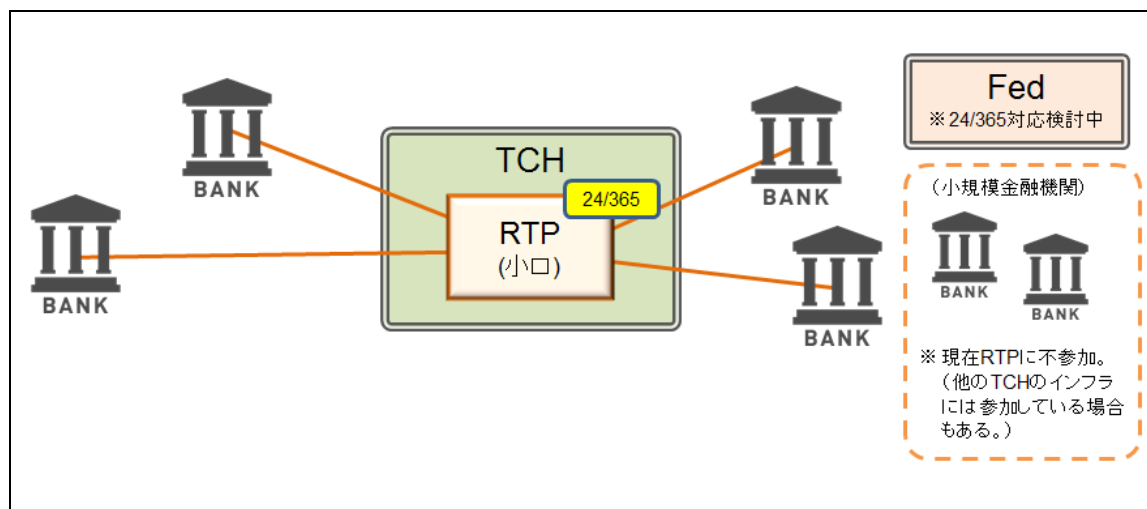 BANK
BANK
TCH
24/365
RTP
(小口)
BANK
BANK
Fed
※24/365対応検討中
(小規模金融機関)
BANK
BANK
※ 現在RTPに不参加。
(他のTCHのインフラ
には参加している場合
もある。)